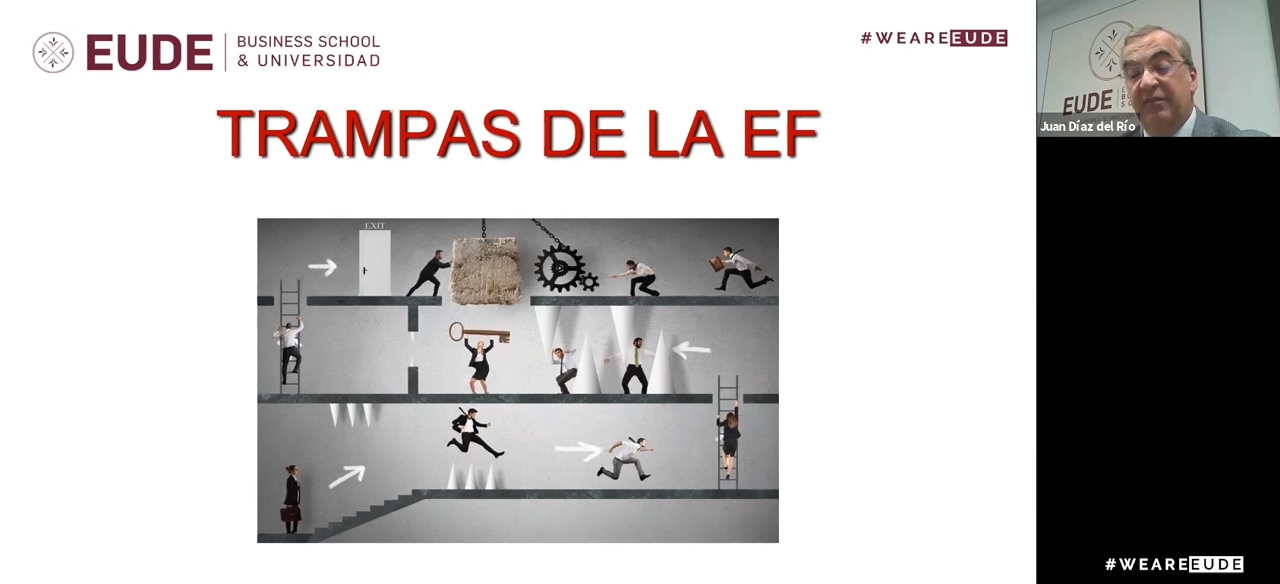 EUDE
BUSINESS SCHOOL
& UNIVERSIDAD
#WEAREEUDE
TRAMPAS DE LA EF
EXIT
EUDE
Juan Díaz del Río
#WEAREEUDE